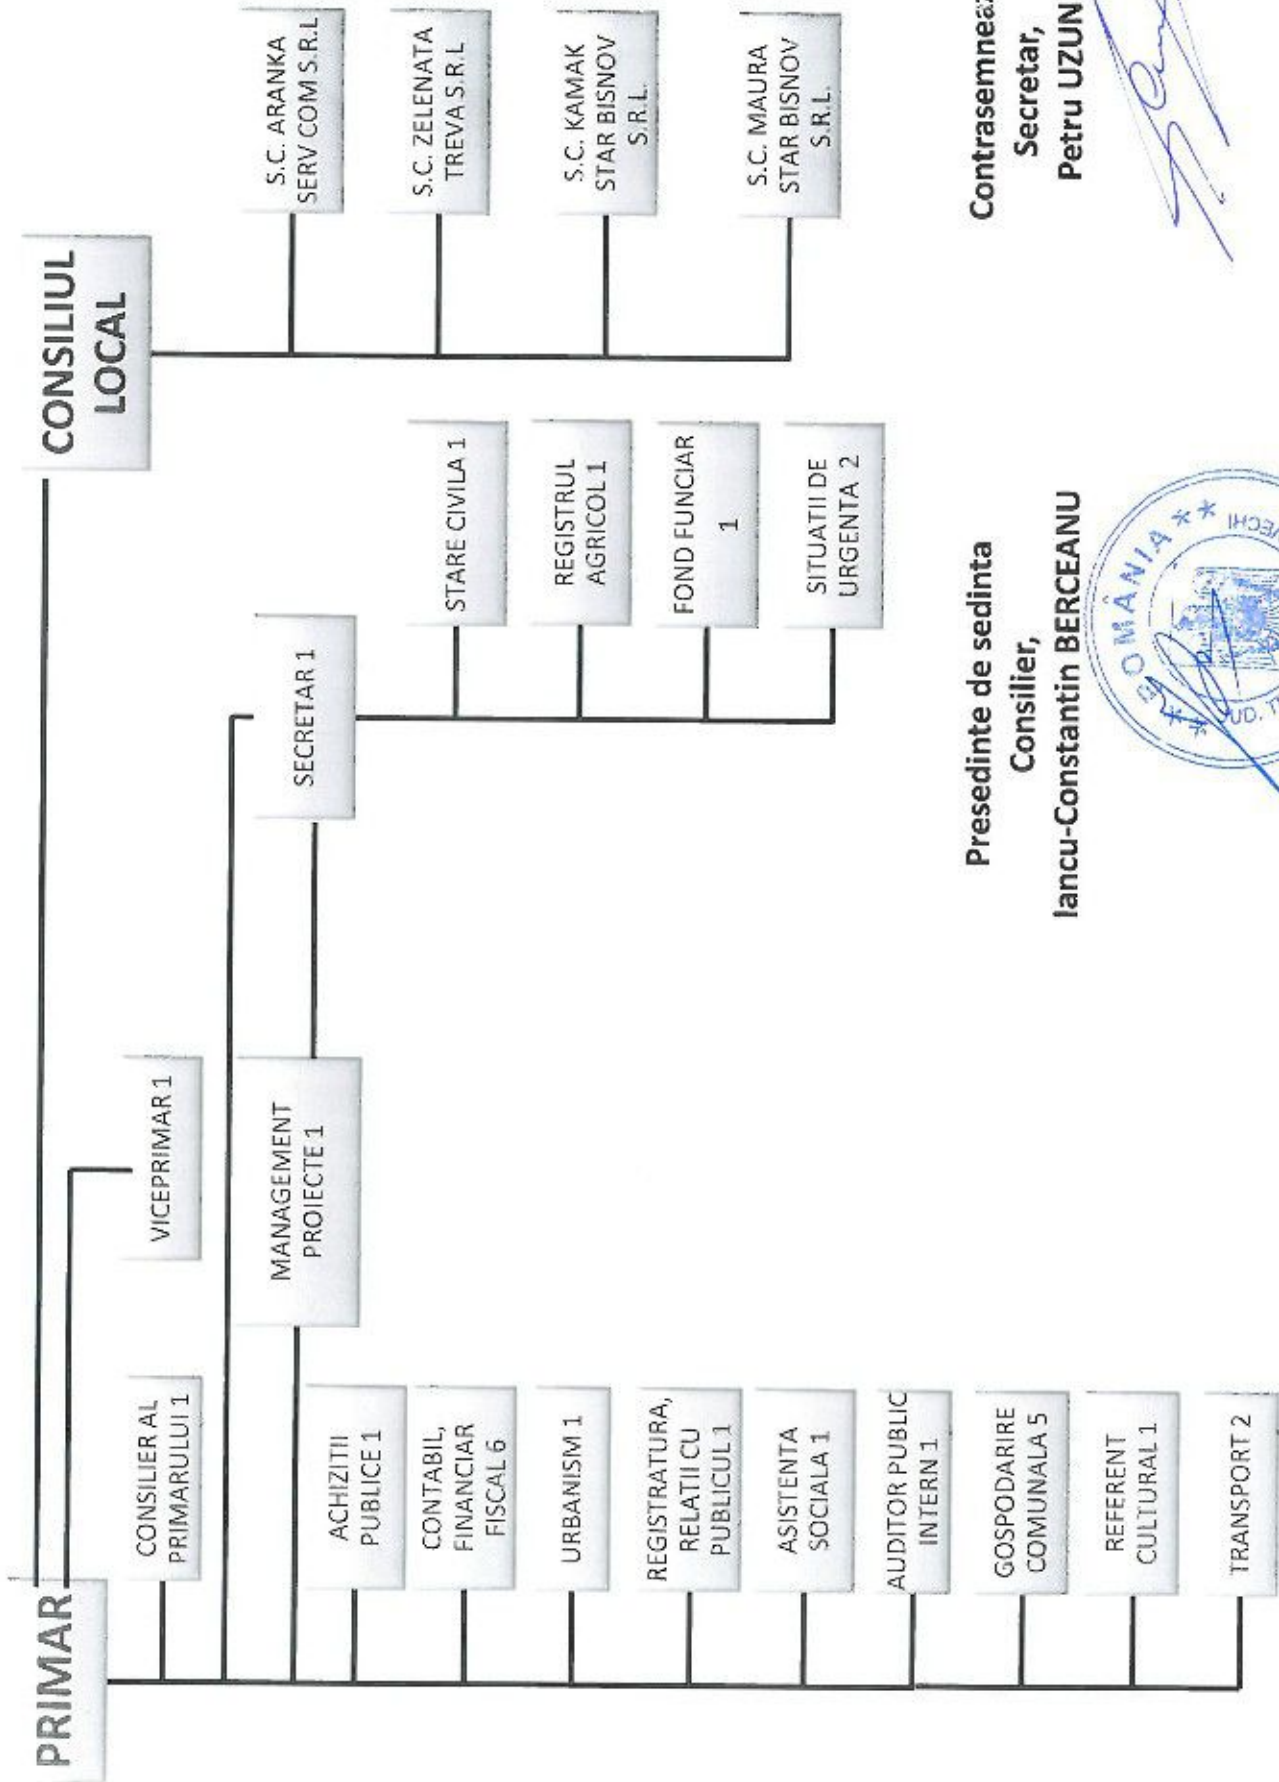 PRIMAR
CONSILIUL
LOCAL
VICEPRIMAR 1
CONSILIER AL
PRIMARULUI 1
MANAGEMENT
PROIECTE 1
SECRETAR 1
ACHIZITII
PUBLICE 1
CONTABIL,
FINANCIAR
FISCAL 6
URBANISM 1
REGISTRATURA,
RELATII CU
PUBLICUL 1
ASISTENTA
SOCIALA 1
AUDITOR PUBLIC
INTERN 1
GOSPODARIRE
COMUNALA 5
REFERENT
CULTURAL 1
TRANSPORT 2
STARE CIVILA 1
REGISTRUL
AGRICOL 1
FOND FUNCIAR
1
SITUATII DE
URGENTA 2
S.C. ARANKA
SERV COM S.R.L
S.C. ZELENATA
TREVA S.R.L
S.C. KAMAK
STAR BISNOV
S.R.L.
S.C. MAURA
STAR BISNOV
S.R.L.
Presedinte de sedinta
Consilier,
Iancu-Constantin BERCEANU
ROMÂNIA
Secretar,
Petru UZUN